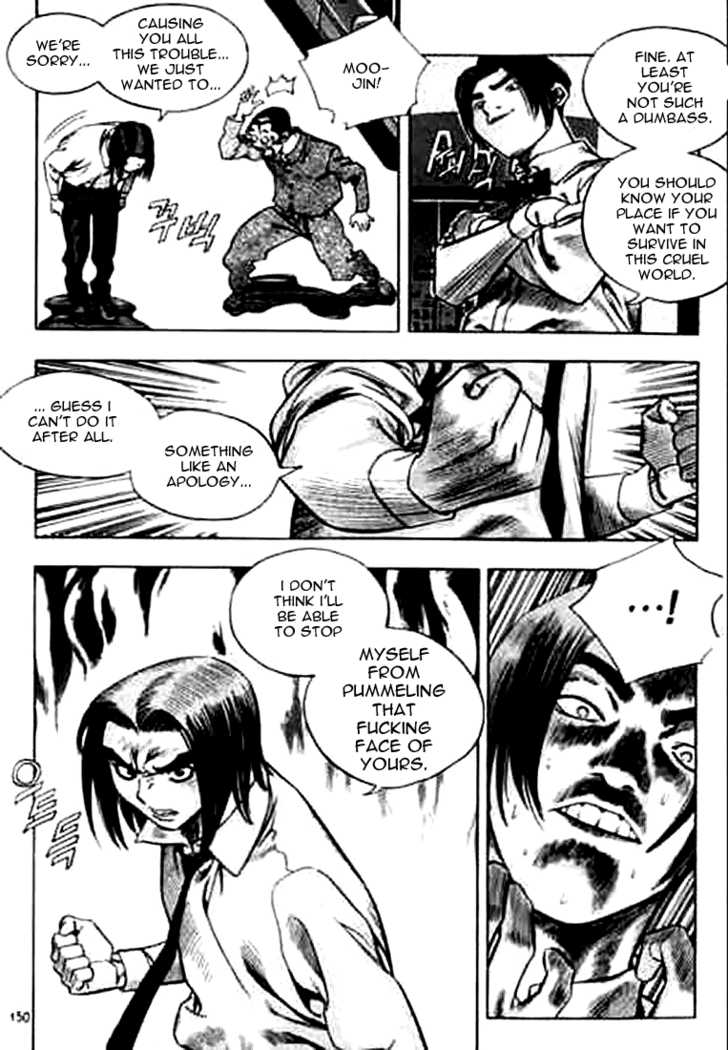 WE'RE
SORRY...
CAUSING
YOU ALL
THIS TROUBLE...
WE JUST
WANTED TO...
MOO-
JIN!
꾸벅
FINE. AT
LEAST
YOU'RE
NOT SUCH
A DUMBASS.
YOU SHOULD
KNOW YOUR
PLACE IF YOU
WANT TO
SURVIVE IN
THIS CRUEL
WORLD.
... GUESS I
CAN'T DO IT
AFTER ALL.
SOMETHING
LIKE AN
APOLOGY...
I DON'T
THINK I'LL
BE ABLE
TO STOP
MYSELF
FROM
PUMMELING
THAT
FUCKING
FACE OF
YOURS.
...!
130